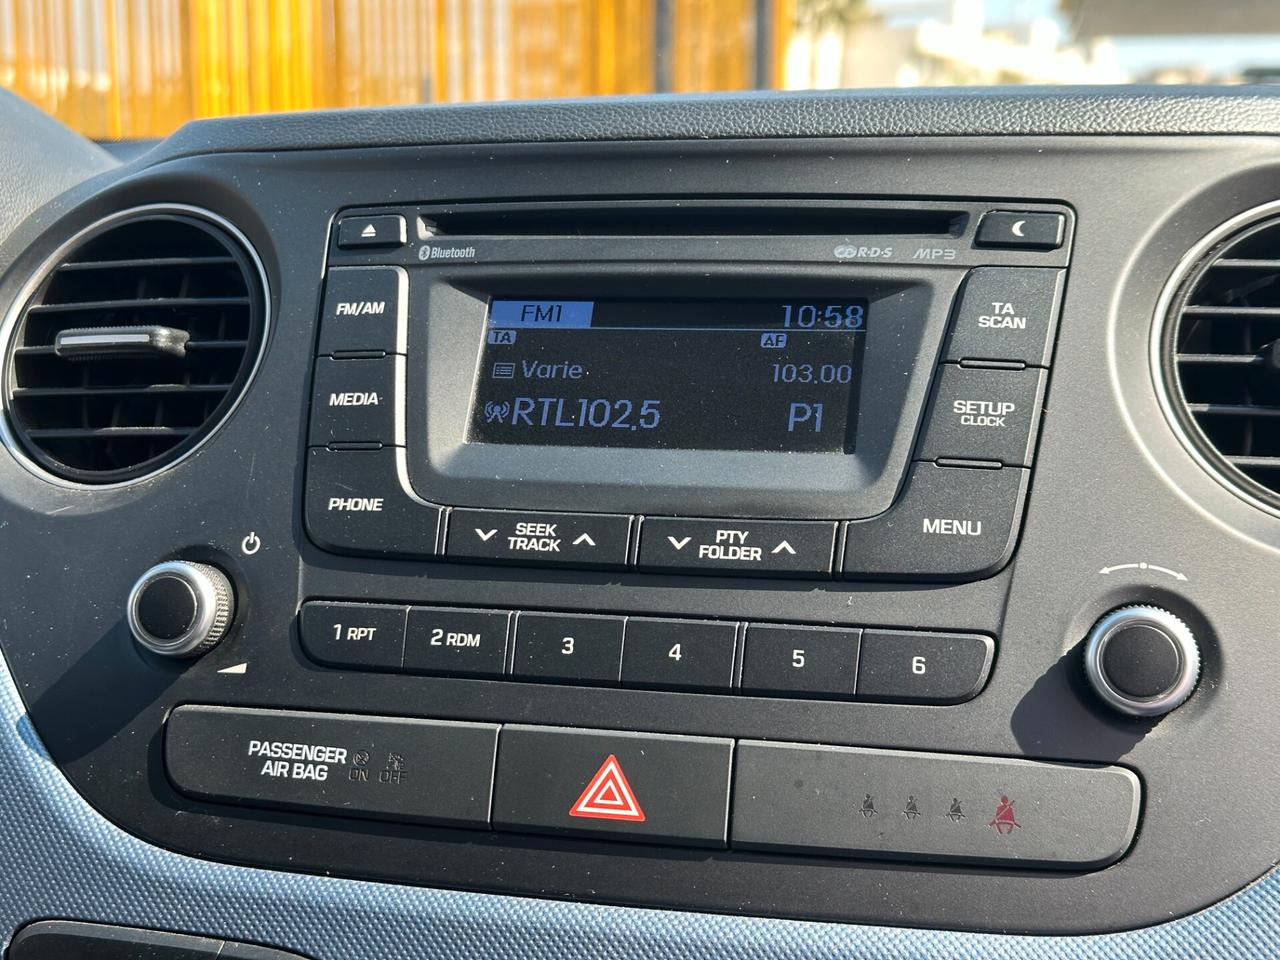 Bluetooth
R·D·S MP3
FM/AM
MEDIA
PHONE
FM1 10:58
TA AF
Varie 103.00
RTL102.5 P1
TA
SCAN
SETUP
CLOCK
MENU
SEEK
TRACK
PTY
FOLDER
1 RPT
2 RDM
3
4
5
6
PASSENGER
AIR BAG
ON OFF